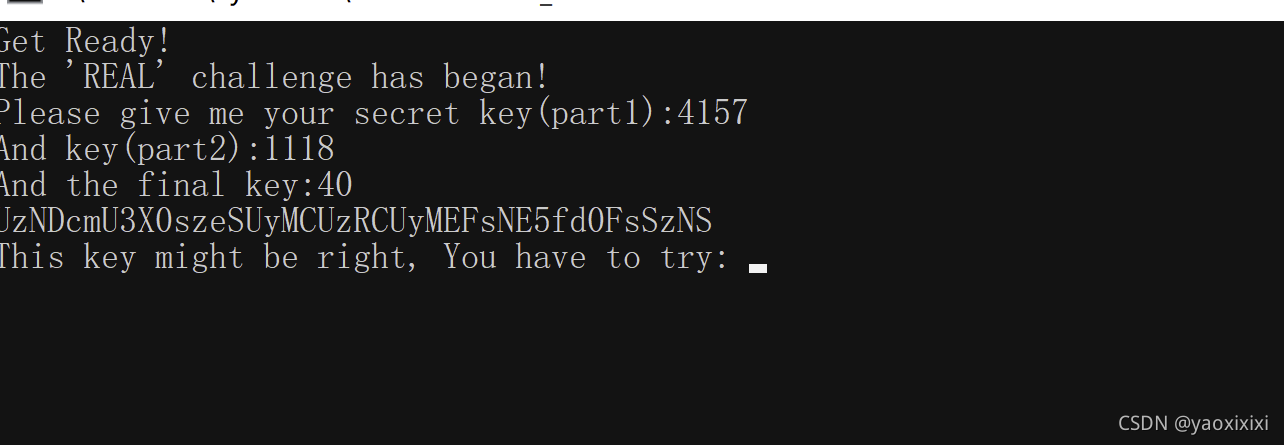 Get Ready!
The 'REAL' challenge has began!
Please give me your secret key(part1):4157
And key(part2):1118
And the final key:40
UzNDcmU3X0szeSUyMCUzRCUyMEFsNE5fd0FsSzNS
This key might be right, You have to try:
CSDN @yaoxixixi